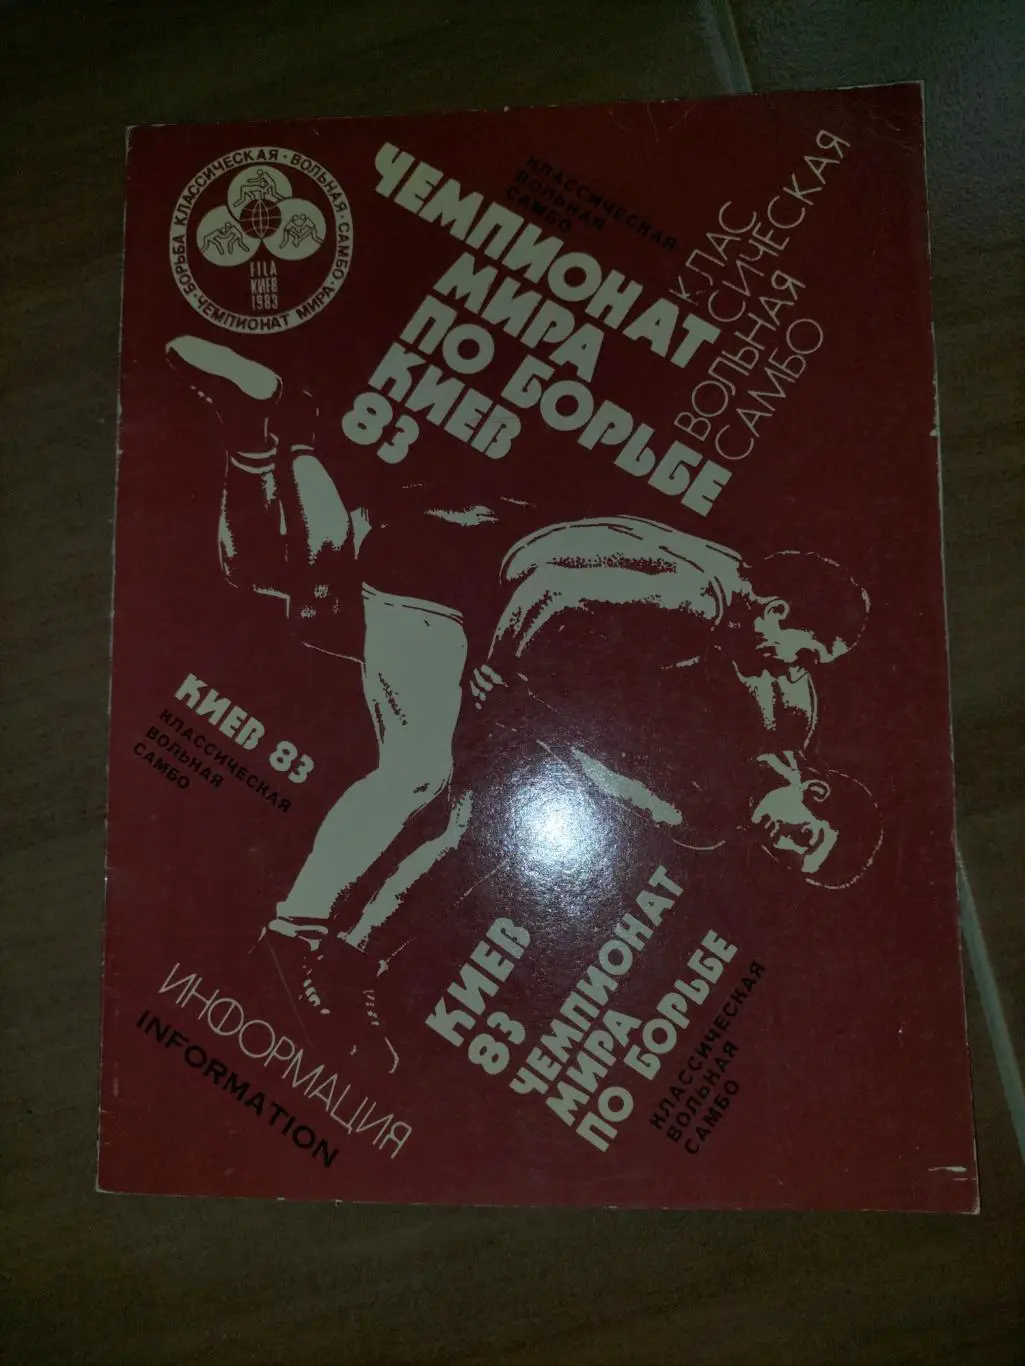 БОРЬБА КЛАССИЧЕСКАЯ · ВОЛЬНАЯ · САМБО ·
ЧЕМПИОНАТ МИРА ·
FILA
КИЕВ
1983
ЧЕМПИОНАТ
МИРА
ПО БОРЬБЕ
КИЕВ
83
КЛАССИЧЕСКАЯ
ВОЛЬНАЯ
САМБО
КЛАС
СИЧЕСКАЯ
ВОЛЬНАЯ
САМБО
КИЕВ 83
КЛАССИЧЕСКАЯ
ВОЛЬНАЯ
САМБО
КИЕВ
83
ЧЕМПИОНАТ
МИРА
ПО БОРЬБЕ
КЛАССИЧЕСКАЯ
ВОЛЬНАЯ
САМБО
ИНФОРМАЦИЯ
INFORMATION